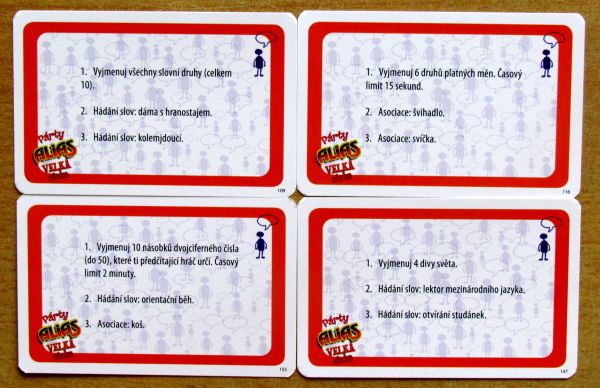 1. Vyjmenuj všechny slovní druhy (celkem
10).
2. Hádání slov: dáma s hranostajem.
3. Hádání slov: kolemjdoucí.
Párty
ALIAS
VELKÁ
109
1. Vyjmenuj 6 druhů platných měn. Časový
limit 15 sekund.
2. Asociace: švihadlo.
3. Asociace: svíčka.
Párty
ALIAS
VELKÁ
116
1. Vyjmenuj 10 násobků dvojciferného čísla
(do 50), které ti předčítající hráč určí. Časový
limit 2 minuty.
2. Hádání slov: orientační běh.
3. Asociace: koš.
Párty
ALIAS
VELKÁ
155
1. Vyjmenuj 4 divy světa.
2. Hádání slov: lektor mezinárodního jazyka.
3. Hádání slov: otvírání studánek.
Párty
ALIAS
VELKÁ
147